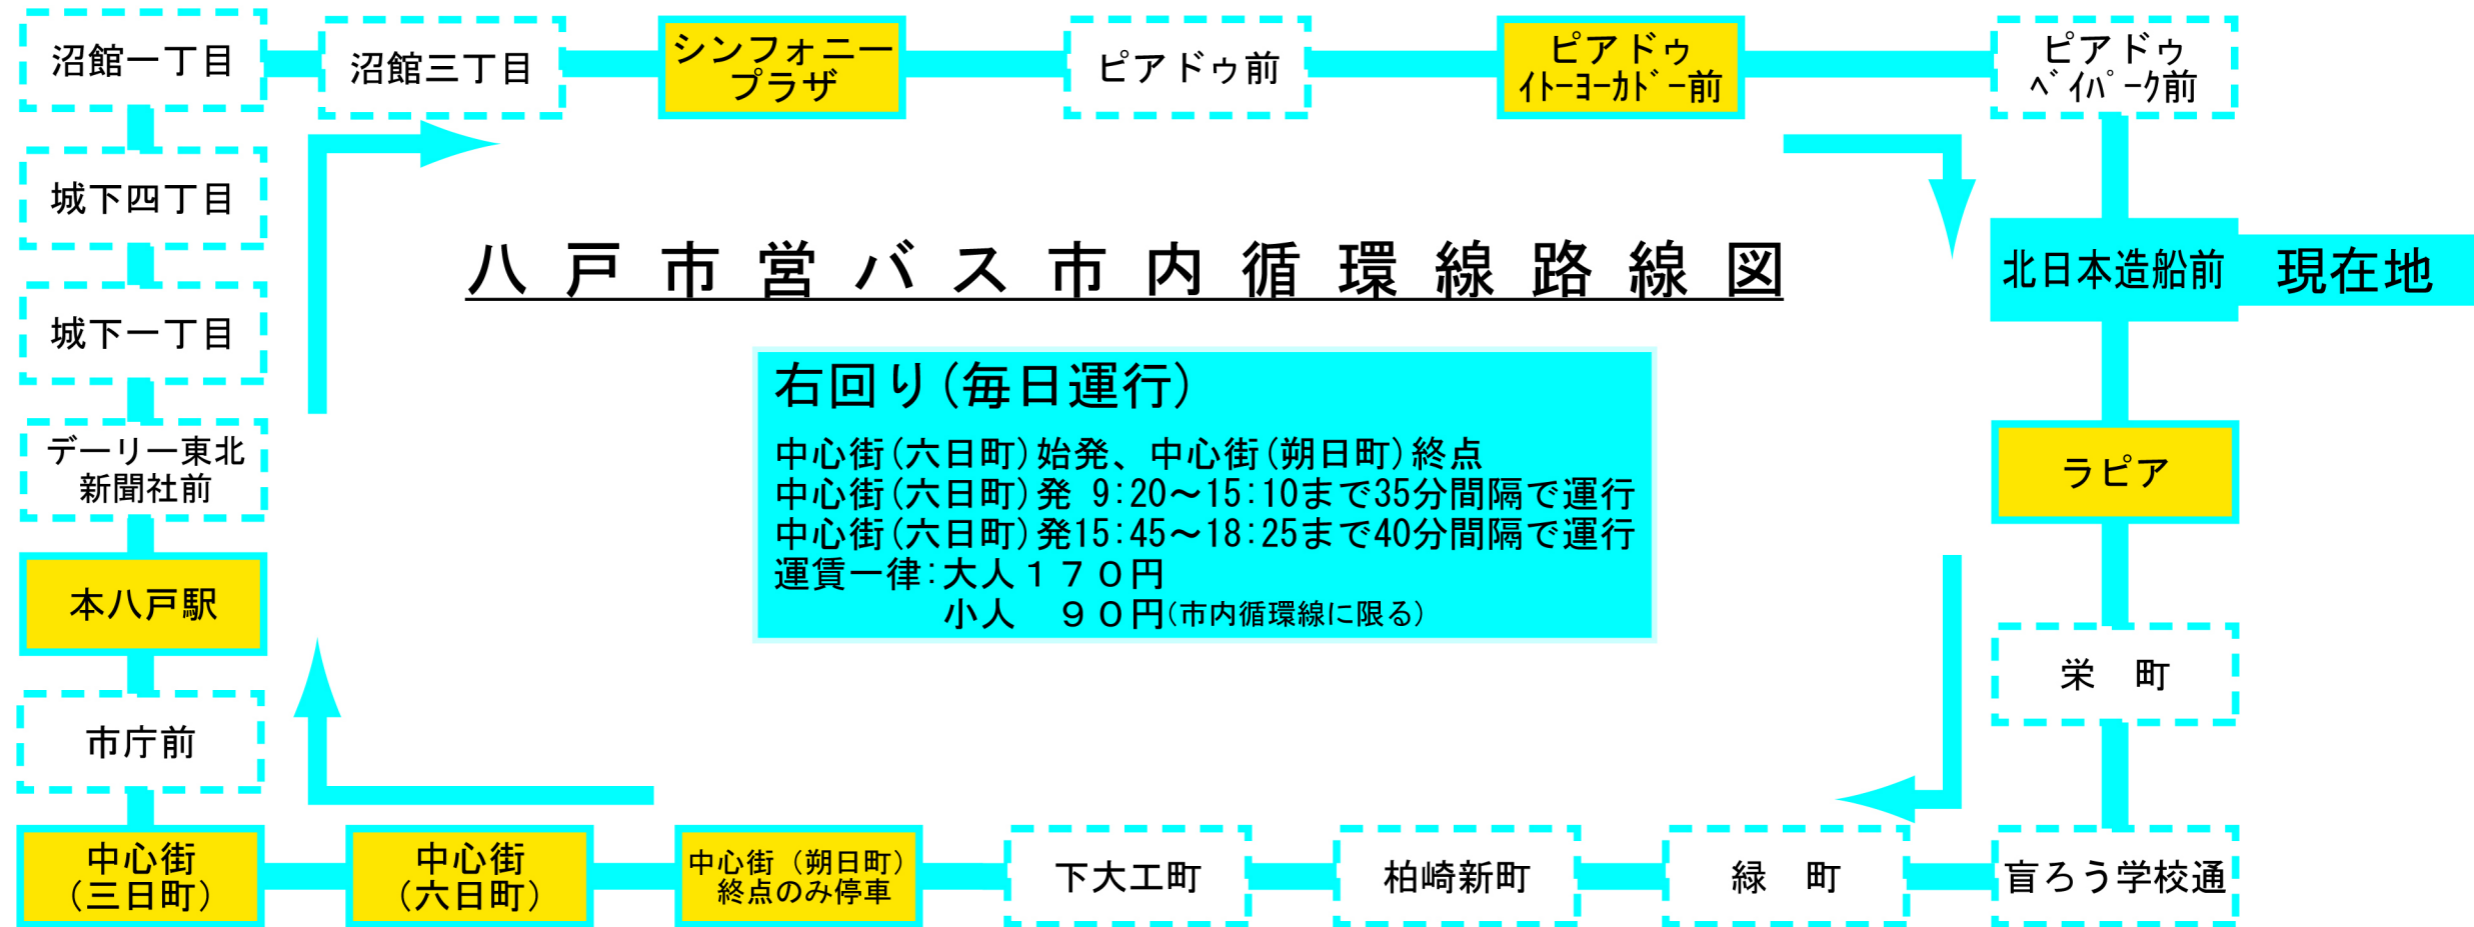 沼館一丁目
沼館三丁目
シンフォニー
プラザ
ピアドゥ前
ピアドゥ
ｲﾄｰﾖｰｶﾄﾞｰ前
ピアドゥ
ﾍﾞｲﾊﾟｰｸ前
城下四丁目
城下一丁目
デーリー東北
新聞社前
本八戸駅
市庁前
八戸市営バス市内循環線路線図
北日本造船前
現在地
右回り(毎日運行)
中心街(六日町)始発、中心街(朔日町)終点
中心街(六日町)発 9:20～15:10まで35分間隔で運行
中心街(六日町)発15:45～18:25まで40分間隔で運行
運賃一律:大人１７０円
小人　９０円(市内循環線に限る)
ラピア
栄　町
中心街
(三日町)
中心街
(六日町)
中心街（朔日町)
終点のみ停車
下大工町
柏崎新町
緑　町
盲ろう学校通